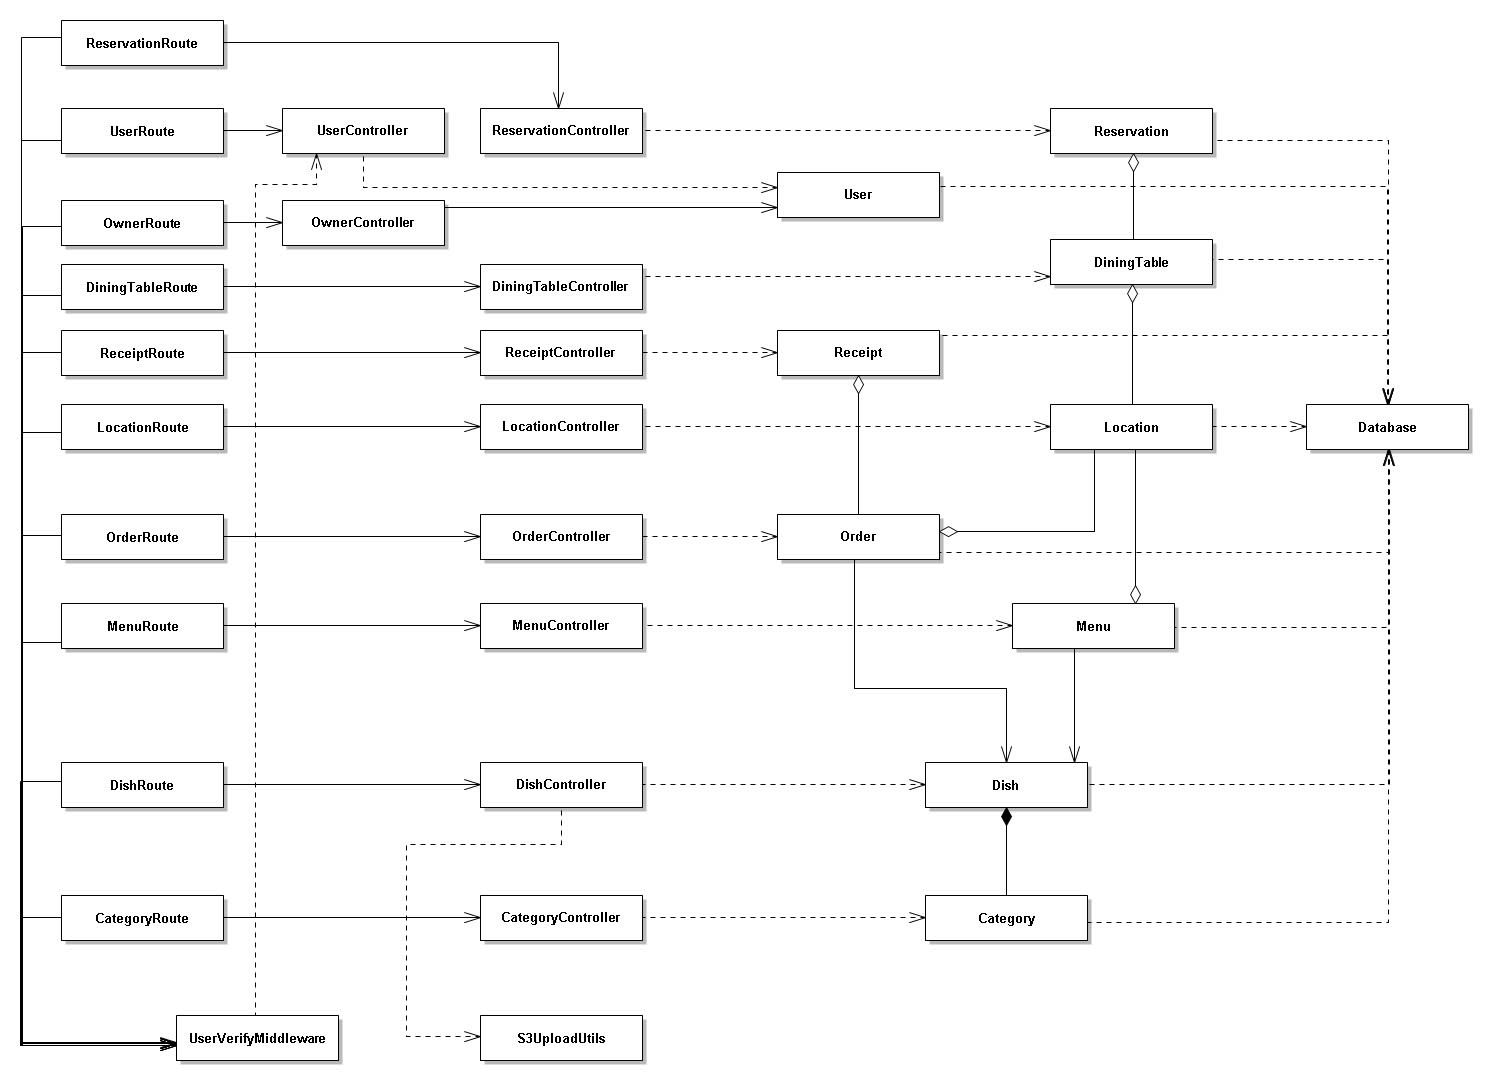 ReservationRoute
UserRoute
UserController
ReservationController
Reservation
User
OwnerRoute
OwnerController
DiningTable
DiningTableRoute
DiningTableController
ReceiptRoute
ReceiptController
Receipt
LocationRoute
LocationController
Location
Database
OrderRoute
OrderController
Order
MenuRoute
MenuController
Menu
DishRoute
DishController
Dish
CategoryRoute
CategoryController
Category
UserVerifyMiddleware
S3UploadUtils